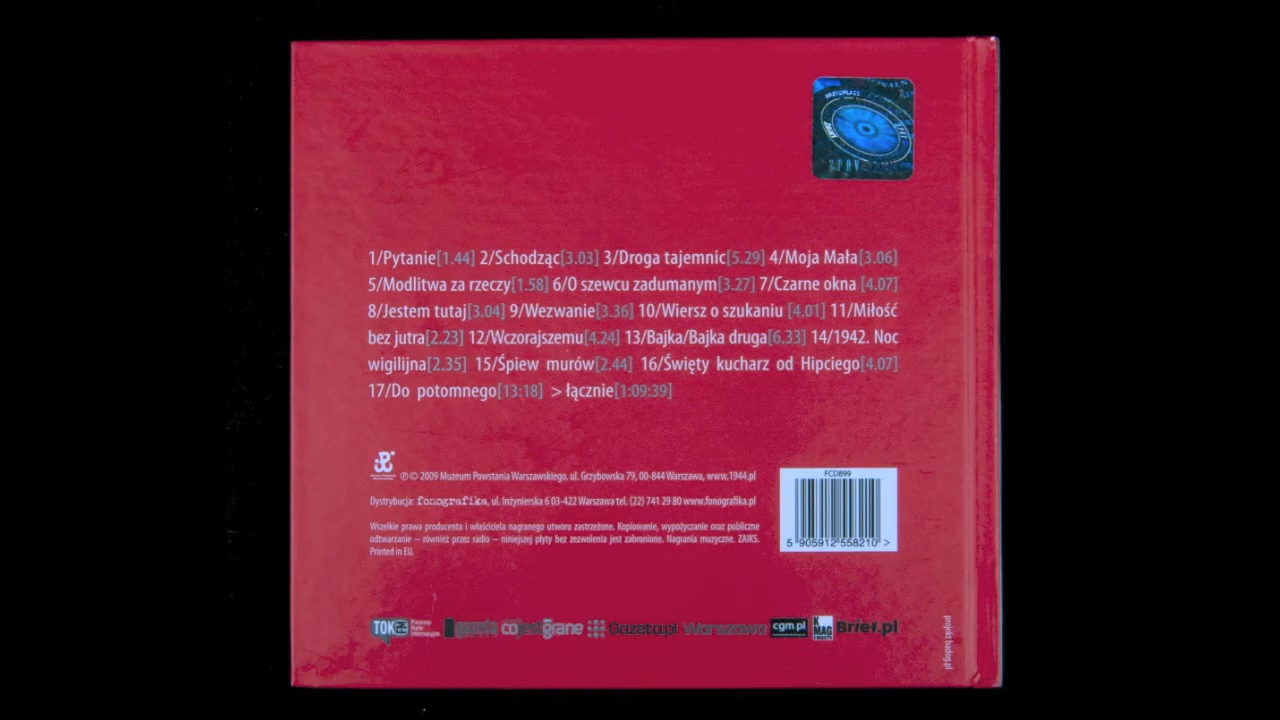 1/Pytanie[1.44] 2/Schodząc[3.03] 3/Droga tajemnic[5.29] 4/Moja Mała[3.06]
5/Modlitwa za rzeczy[1.58] 6/O szewcu zadumanym[3.27] 7/Czarne okna [4.07]
8/Jestem tutaj[3.04] 9/Wezwanie[3.36] 10/Wiersz o szukaniu [4.01] 11/Miłość
bez jutra[2.23] 12/Wczorajszemu[4.24] 13/Bajka/Bajka druga[6.33] 14/1942. Noc
wigilijna[2.35] 15/Śpiew murów[2.44] 16/Święty kucharz od Hipciego[4.07]
17/Do potomnego[13:18] > łącznie[1:09:39]
℗© 2009 Muzeum Powstania Warszawskiego. ul. Grzybowska 79, 00-844 Warszawa, www.1944.pl
Dystrybucja: fonografika, ul. Inżynierska 6 03-422 Warszawa tel. (22) 741 29 80 www.fonografika.pl
Wszelkie prawa producenta i właściciela nagranego utworu zastrzeżone. Kopiowanie, wypożyczanie oraz publiczne
odtwarzanie – również przez radio – niniejszej płyty bez zezwolenia jest zabronione. Nagrania muzyczne. ZAIKS.
Printed in EU.
FCD899
5 905912 558210 >
TOK FM gazeta co jest grane Gazeta.pl Warszawa cgm.pl K MAG Brief.pl
projekt badog.pl